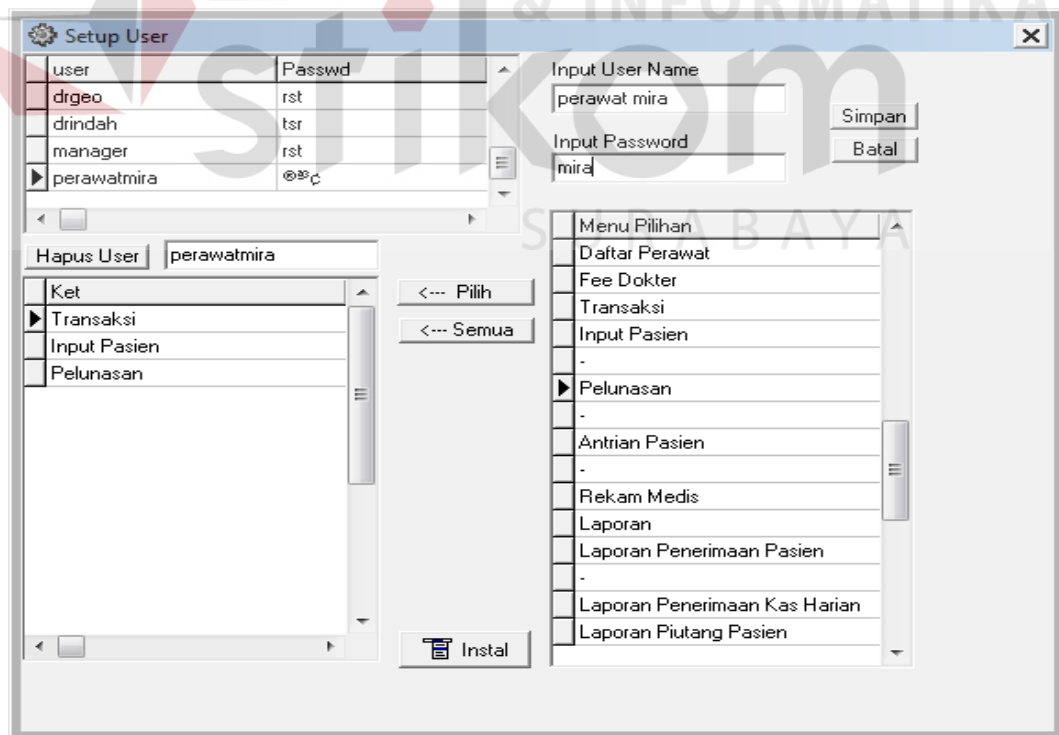 & INFORMATIKA
stikom
SURABAYA
Setup User
user Passwd
drgeo rst
drindah tsr
manager rst
perawatmira
Hapus User perawatmira
Ket
Transaksi
Input Pasien
Pelunasan
<--- Pilih
<--- Semua
Instal
Input User Name
perawat mira
Input Password
mira
Simpan
Batal
Menu Pilihan
Daftar Perawat
Fee Dokter
Transaksi
Input Pasien
-
Pelunasan
-
Antrian Pasien
-
Rekam Medis
Laporan
Laporan Penerimaan Pasien
-
Laporan Penerimaan Kas Harian
Laporan Piutang Pasien